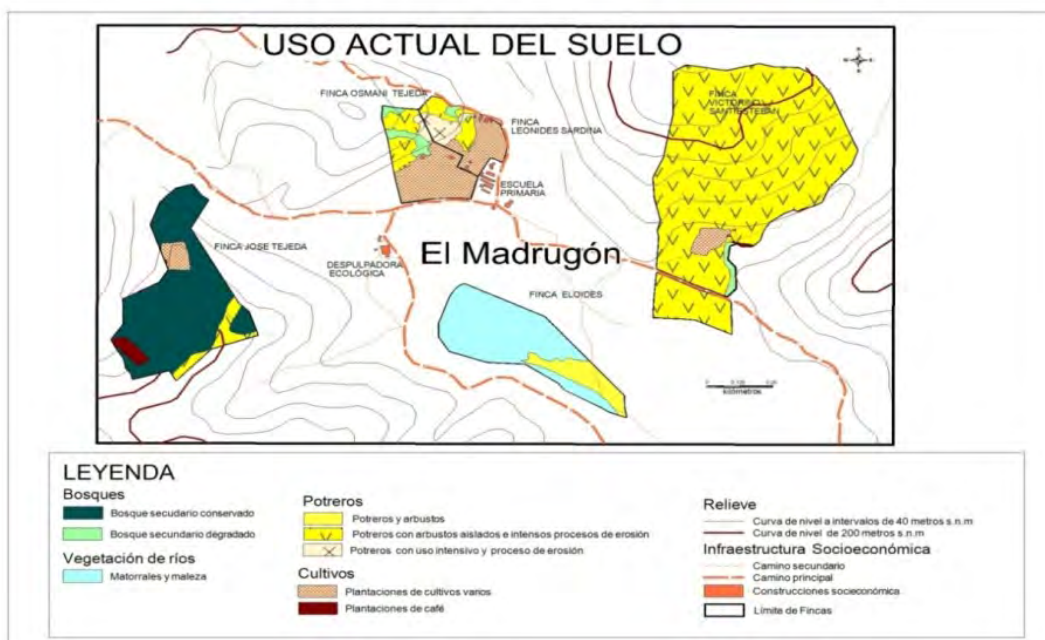 USO ACTUAL DEL SUELO
FINCA OSMANI TEJEDA
FINCA
LEONIDES SARDINA
FINCA
VICTORINO
SANTIESTEBAN
ESCUELA
PRIMARIA
FINCA JOSE TEJEDA
DESPULPADORA
ECOLÓGICA
El Madrugón
FINCA ELOIDES
kilómetros
LEYENDA
Bosques
Bosque secudario conservado
Bosque secundario dégradado
Vegetación de ríos
Matorrales y maleza
Potreros
Potreros y arbustos
Potreros con arbustos aislados e intensos procesos de erosión
Potreros con uso intensivo y proceso de erosión
Cultivos
Plantaciones de cultivos varios
Plantaciones de café
Relieve
Curva de nivel a intervalos de 40 metros s.n.m
Curva de nivel de 200 metros s.n.m
Infraestructura Socioeconómica
Camino secundario
Camino principal
Construcciones socioeconómica
Límite de Fincas